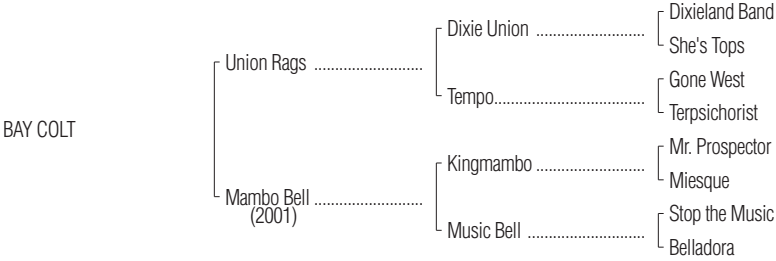 Dixieland Band
Dixie Union ..........................
She's Tops
Union Rags ..........................
Gone West
Tempo....................................
Terpsichorist
BAY COLT
Mr. Prospector
Kingmambo ..........................
Miesque
Mambo Bell ..........................
(2001)
Stop the Music
Music Bell ............................
Belladora